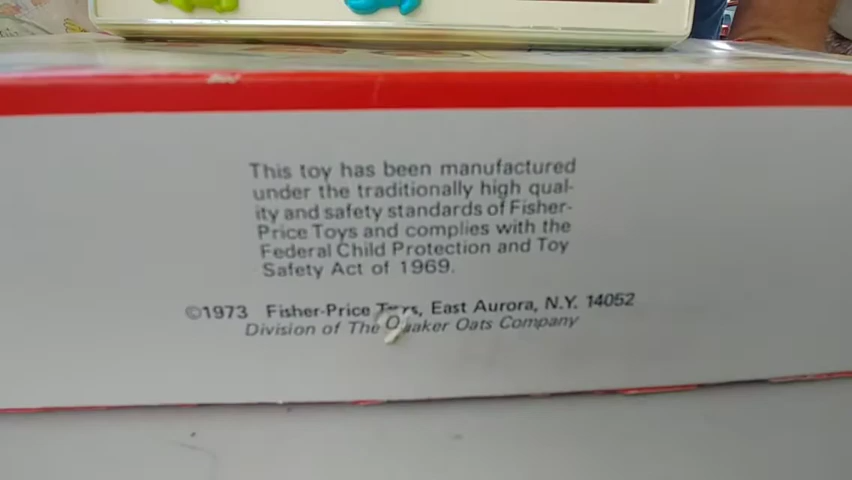 This toy has been manufactured
under the traditionally high qual-
ity and safety standards of Fisher-
Price Toys and complies with the
Federal Child Protection and Toy
Safety Act of 1969.
©1973 Fisher-Price Toys, East Aurora, N.Y. 14052
Division of The Quaker Oats Company